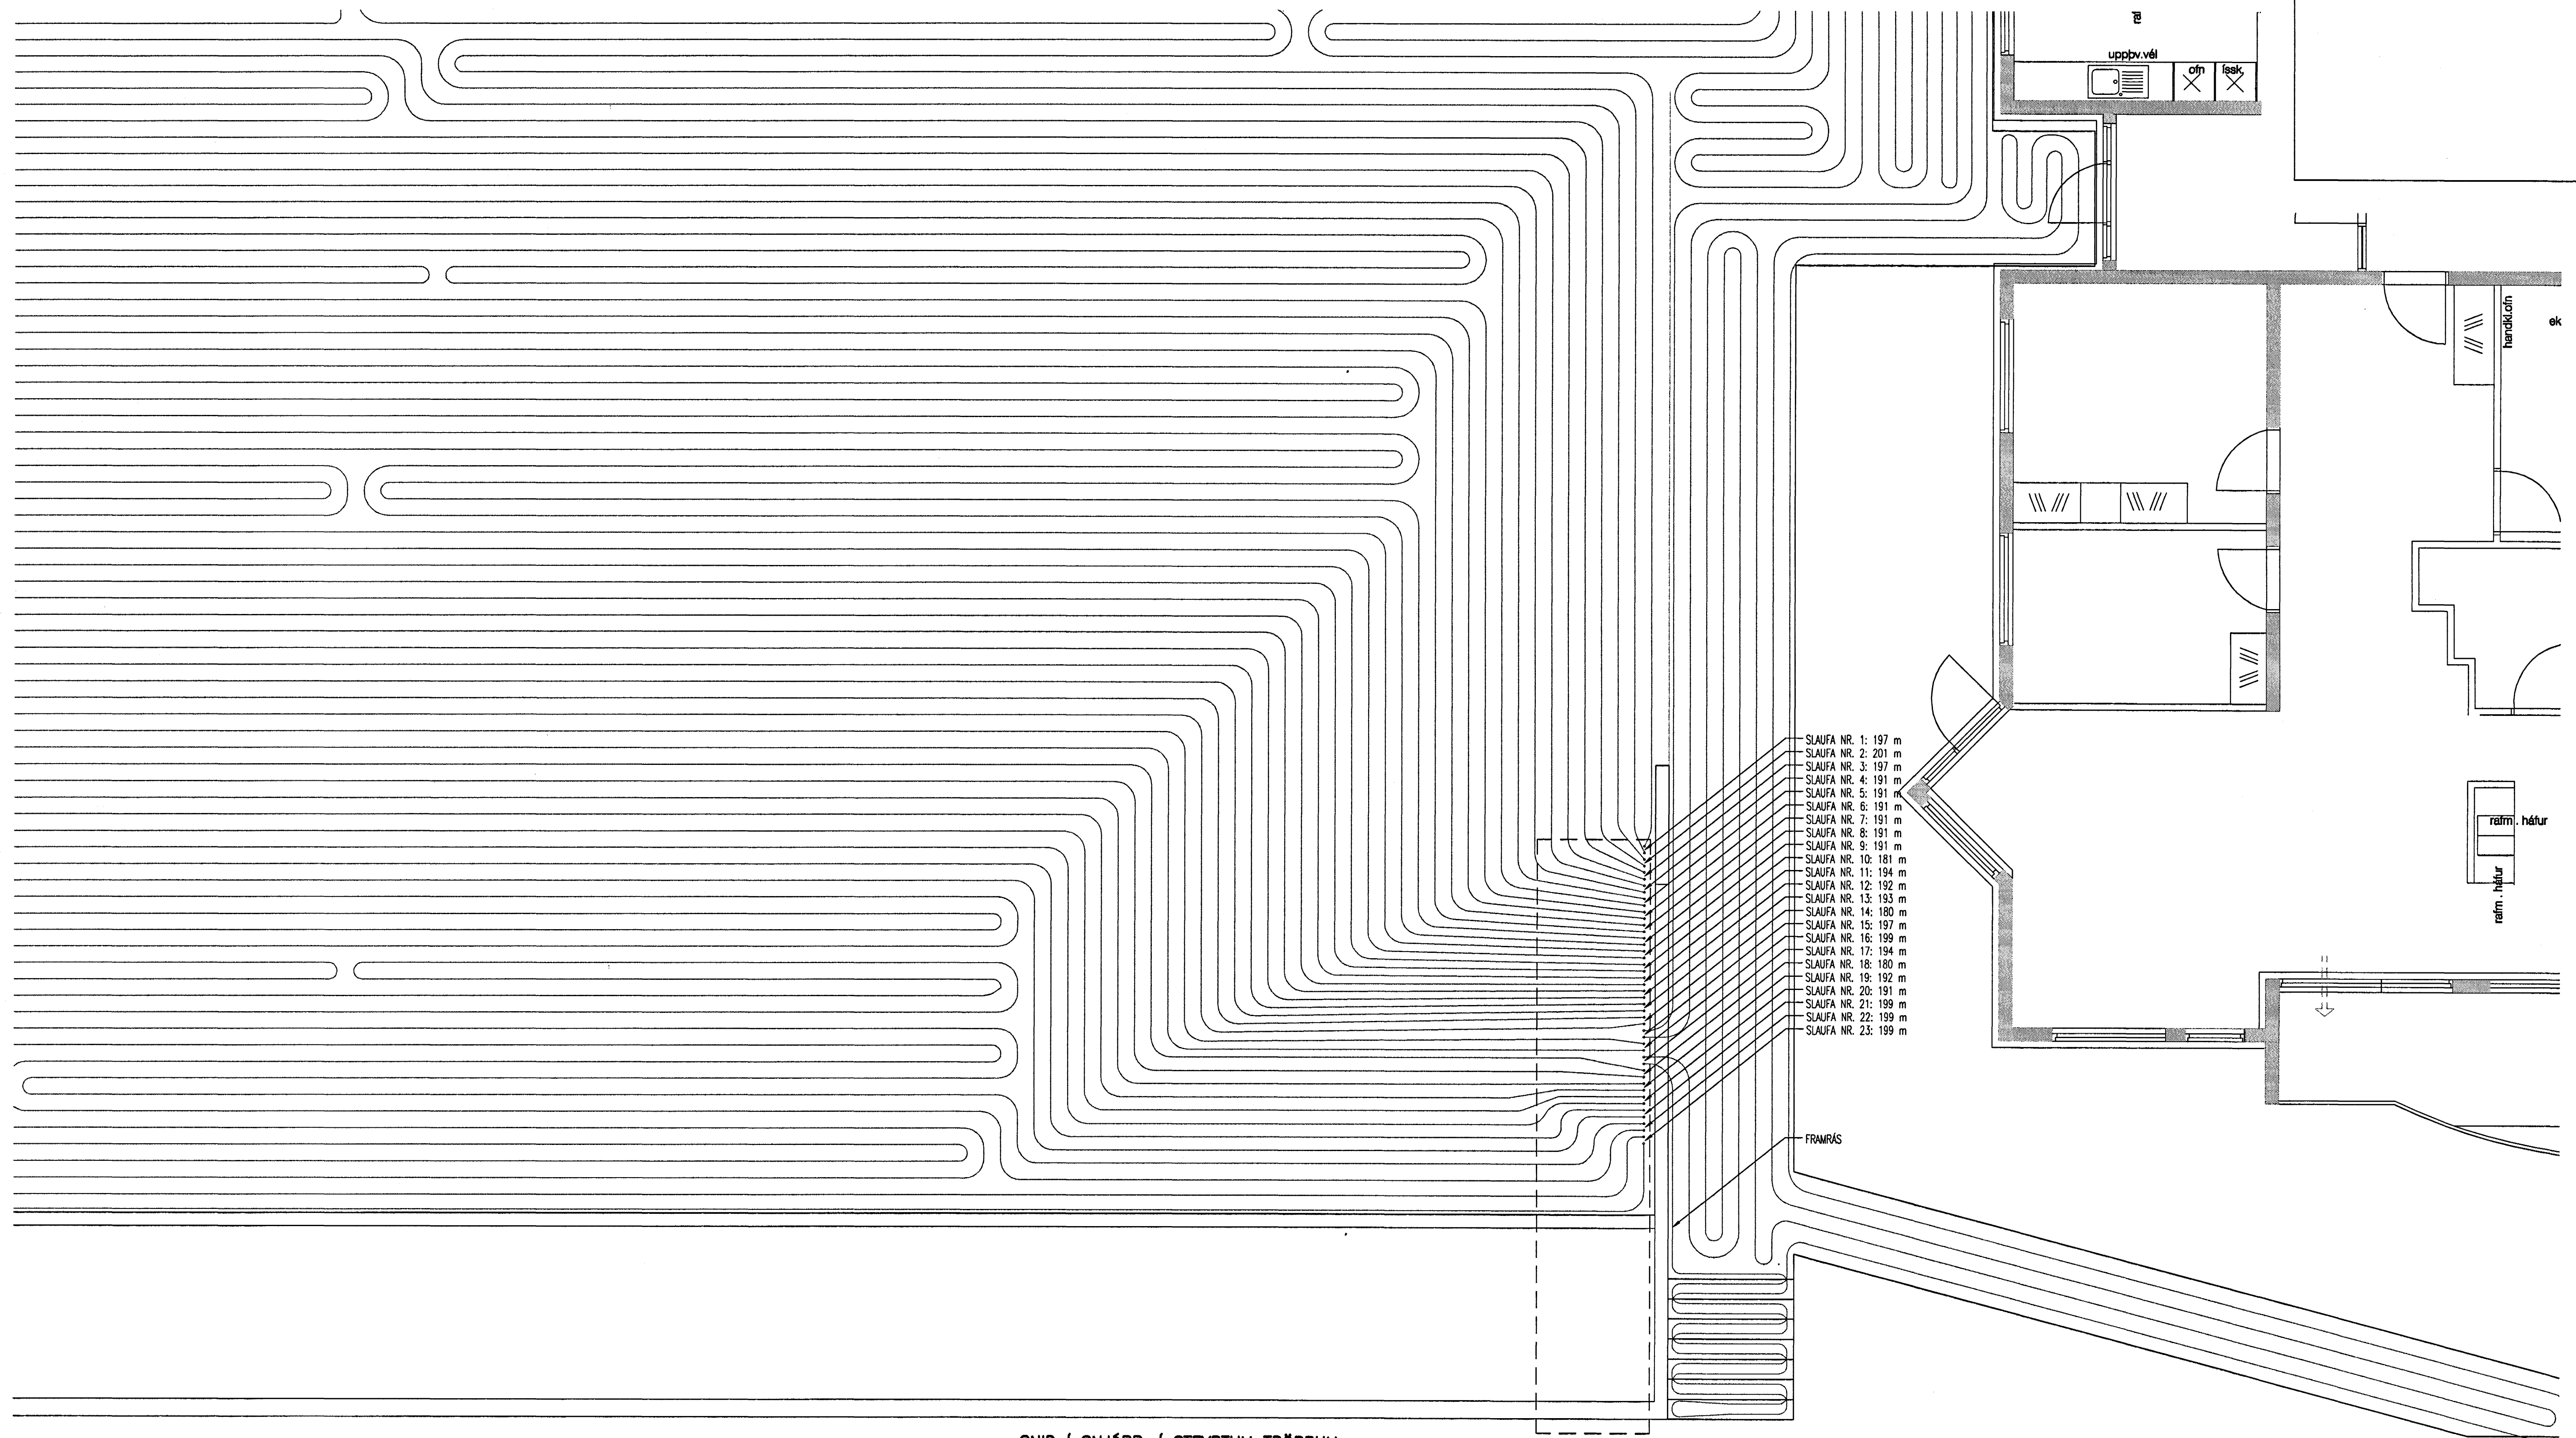 uppþv.vél
ofn
íssk.
handkl.ofn
ek
SLAUFA NR. 1: 197 m
SLAUFA NR. 2: 201 m
SLAUFA NR. 3: 197 m
SLAUFA NR. 4: 191 m
SLAUFA NR. 5: 191 m
SLAUFA NR. 6: 191 m
SLAUFA NR. 7: 191 m
SLAUFA NR. 8: 191 m
SLAUFA NR. 9: 191 m
SLAUFA NR. 10: 181 m
SLAUFA NR. 11: 194 m
SLAUFA NR. 12: 192 m
SLAUFA NR. 13: 193 m
SLAUFA NR. 14: 180 m
SLAUFA NR. 15: 197 m
SLAUFA NR. 16: 199 m
SLAUFA NR. 17: 194 m
SLAUFA NR. 18: 180 m
SLAUFA NR. 19: 192 m
SLAUFA NR. 20: 191 m
SLAUFA NR. 21: 199 m
SLAUFA NR. 22: 199 m
SLAUFA NR. 23: 199 m
rafm . háfur
rafm . háfur
FRAMRÁS